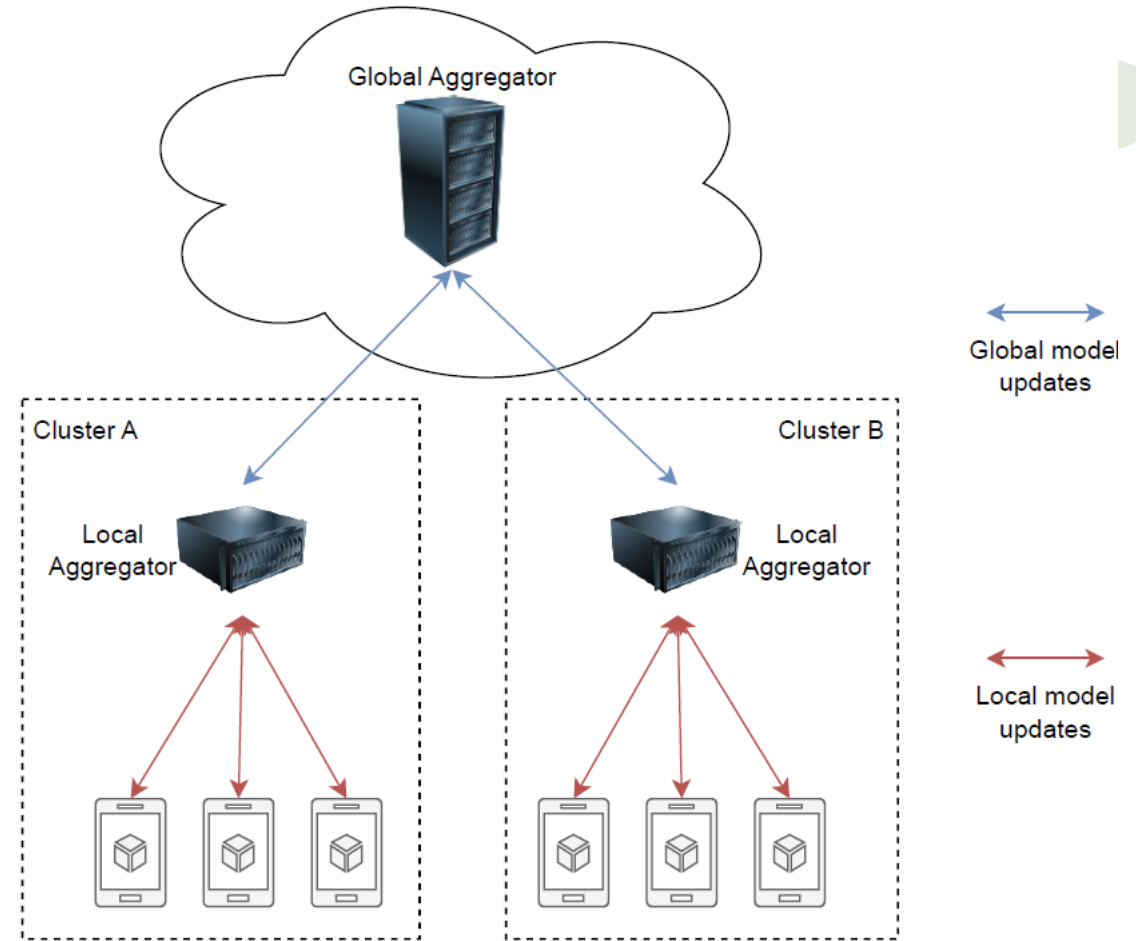 Global Aggregator
Global model
updates
Cluster A
Cluster B
Local
Aggregator
Local
Aggregator
Local model
updates